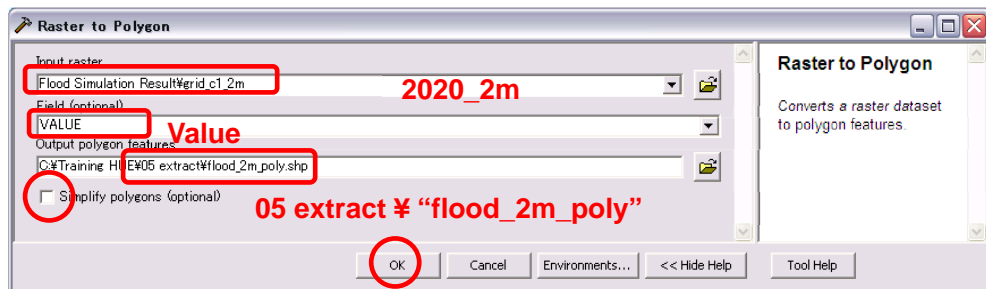 Raster to Polygon
Input raster
Flood Simulation Result¥grid_c1_2m
2020_2m
Field (optional)
VALUE
Value
Output polygon features
C:¥Training HUE¥05 extract¥flood_2m_poly.shp
Simplify polygons (optional)
05 extract ¥ “flood_2m_poly”
OK
Cancel
Environments...
<< Hide Help
Raster to Polygon
Converts a raster dataset
to polygon features.
Tool Help